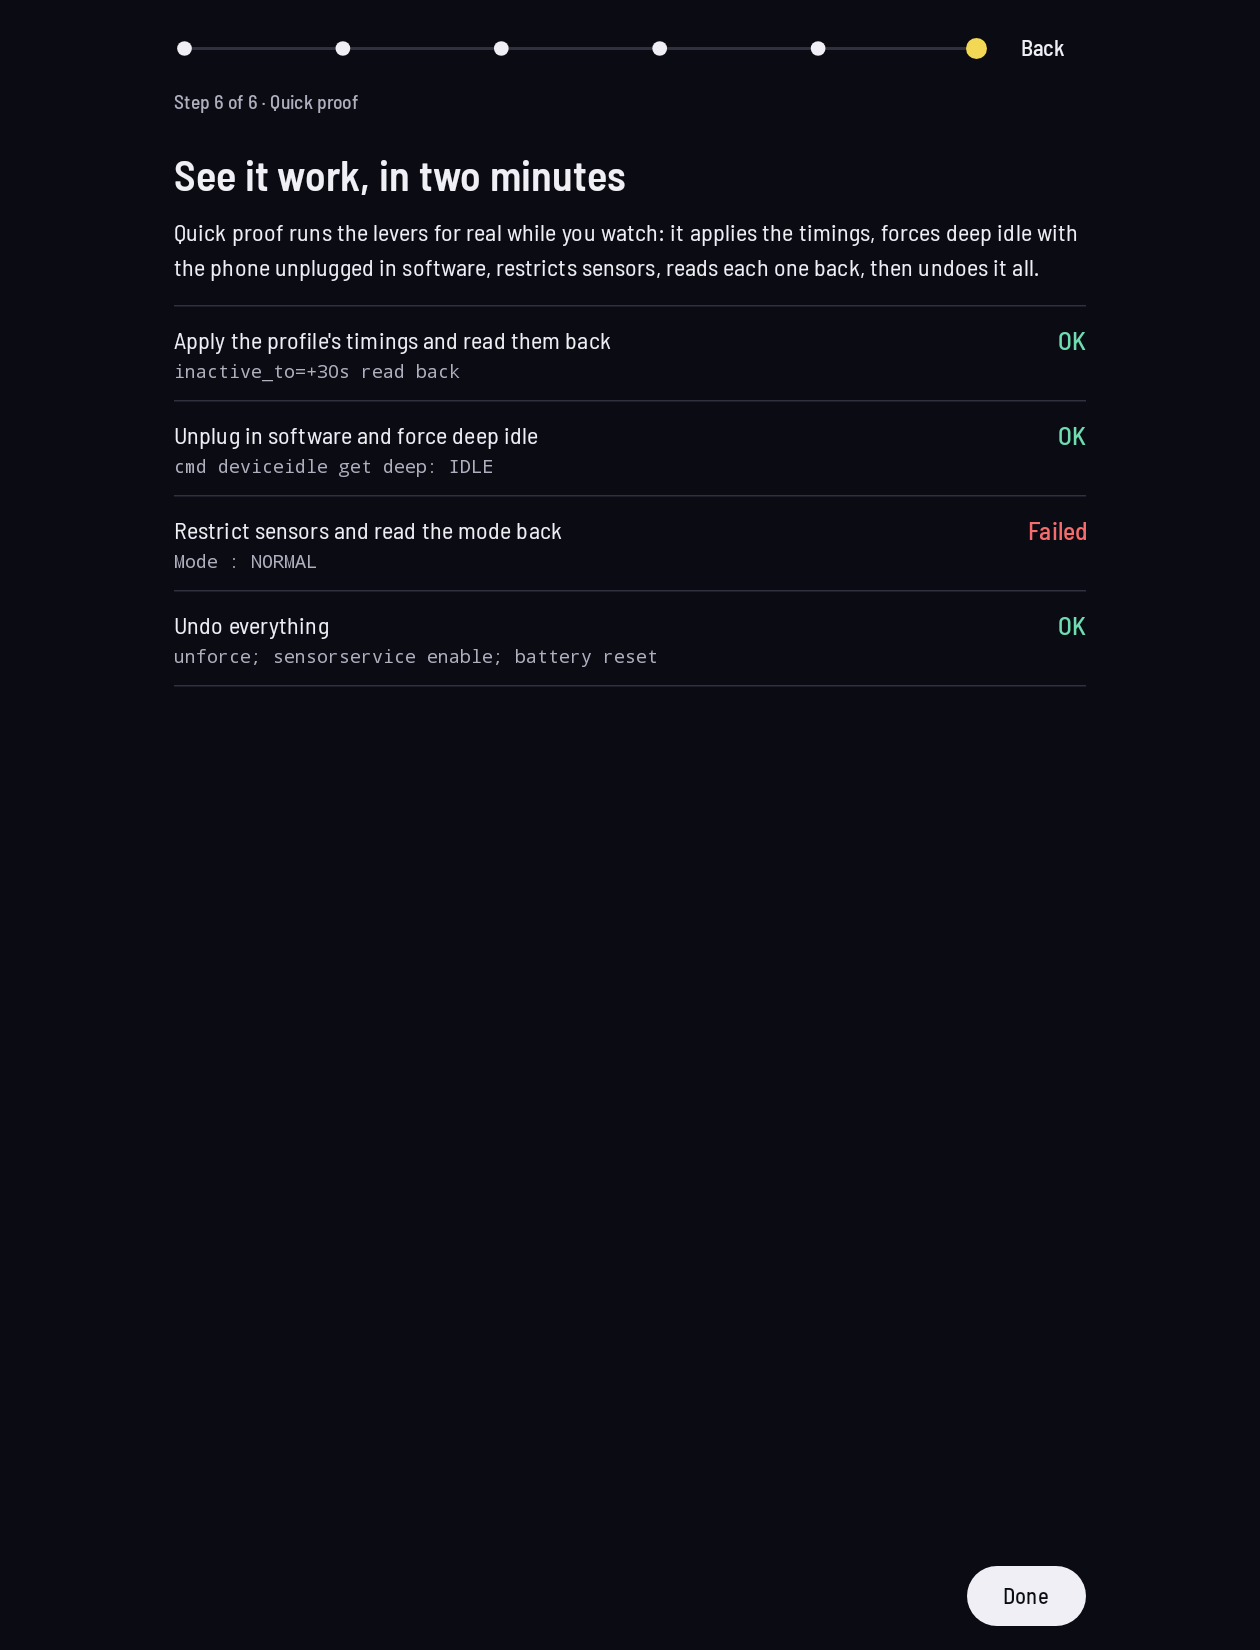 Back
Step 6 of 6 · Quick proof
See it work, in two minutes
Quick proof runs the levers for real while you watch: it applies the timings, forces deep idle with
the phone unplugged in software, restricts sensors, reads each one back, then undoes it all.
Apply the profile's timings and read them back OK
inactive_to=+30s read back
Unplug in software and force deep idle OK
cmd deviceidle get deep: IDLE
Restrict sensors and read the mode back Failed
Mode : NORMAL
Undo everything OK
unforce; sensorservice enable; battery reset
Done